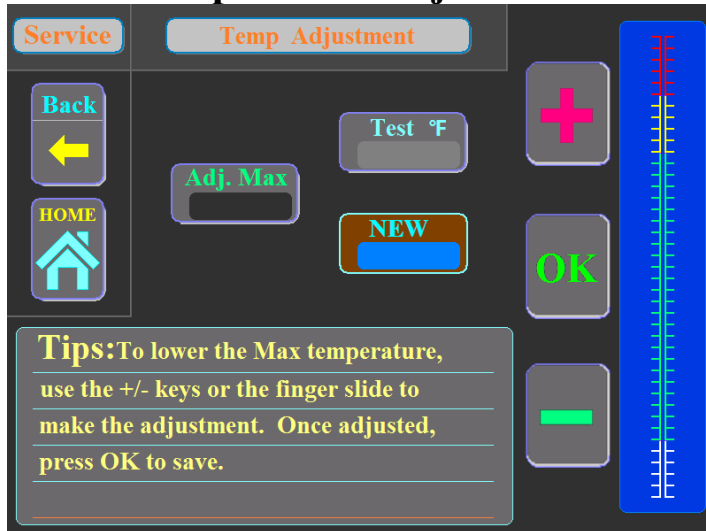 Service
Temp Adjustment
Back
HOME
Adj. Max
Test °F
NEW
OK
Tips:To lower the Max temperature,
use the +/- keys or the finger slide to
make the adjustment. Once adjusted,
press OK to save.